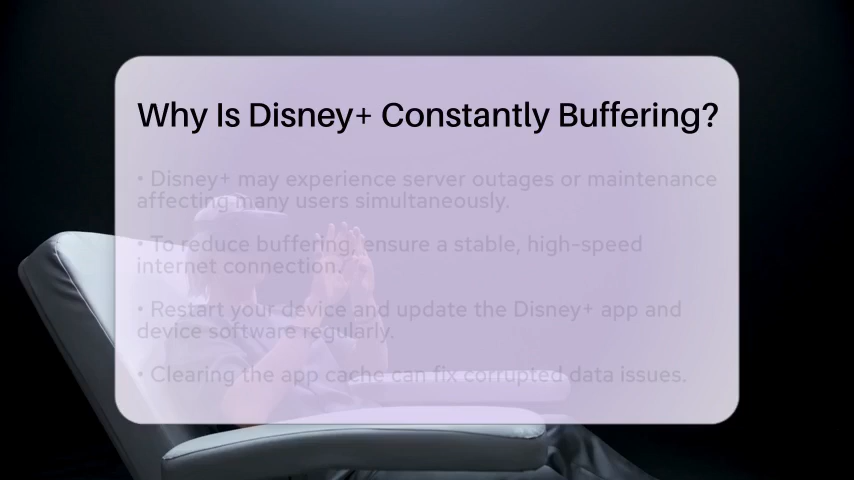 Why Is Disney+ Constantly Buffering?
• Disney+ may experience server outages or maintenance
affecting many users simultaneously.
• To reduce buffering, ensure a stable, high-speed
internet connection.
• Restart your device and update the Disney+ app and
device software regularly.
• Clearing the app cache can fix corrupted data issues.